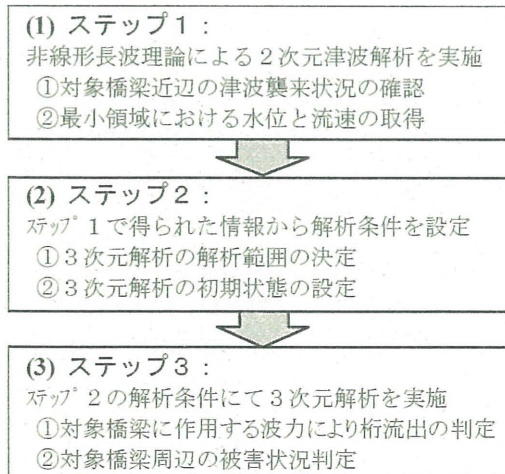 (1) ステップ１：
非線形長波理論による２次元津波解析を実施
①対象橋梁近辺の津波襲来状況の確認
②最小領域における水位と流速の取得
(2) ステップ２：
ｽﾃｯﾌﾟ１で得られた情報から解析条件を設定
①３次元解析の解析範囲の決定
②３次元解析の初期状態の設定
(3) ステップ３：
ｽﾃｯﾌﾟ２の解析条件にて３次元解析を実施
①対象橋梁に作用する波力により桁流出の判定
②対象橋梁周辺の被害状況判定